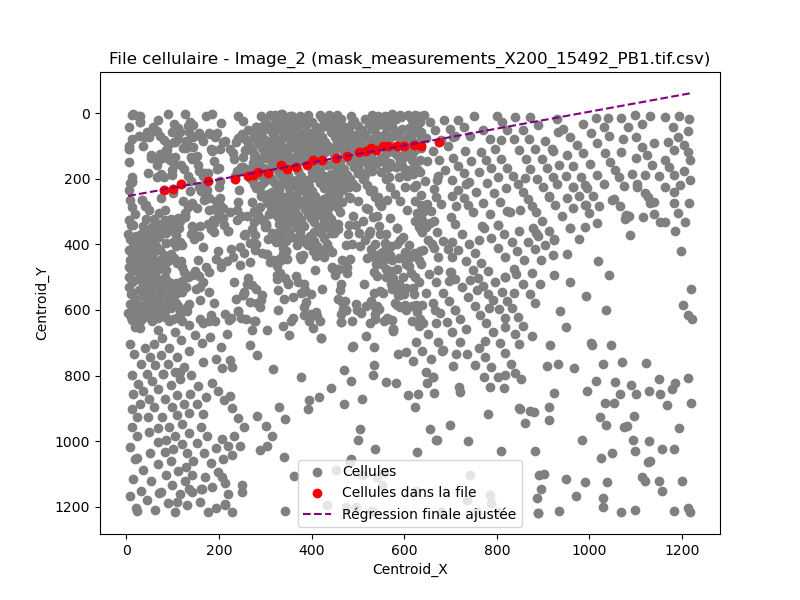 File cellulaire - Image_2 (mask_measurements_X200_15492_PB1.tif.csv)
0
200
400
600
800
1000
1200
Centroid_Y
Cellules
Cellules dans la file
Régression finale ajustée
0
200
400
600
800
1000
1200
Centroid_X